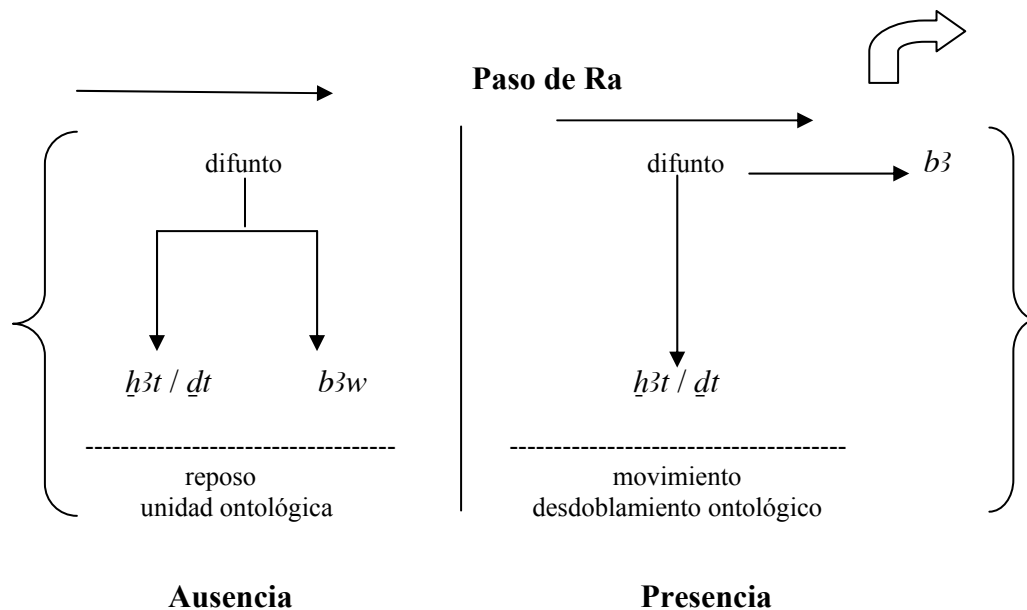 Paso de Ra
difunto
difunto
b3
ẖ3t / ḏt
b3w
ẖ3t / ḏt
reposo
unidad ontológica
movimiento
desdoblamiento ontológico
Ausencia
Presencia